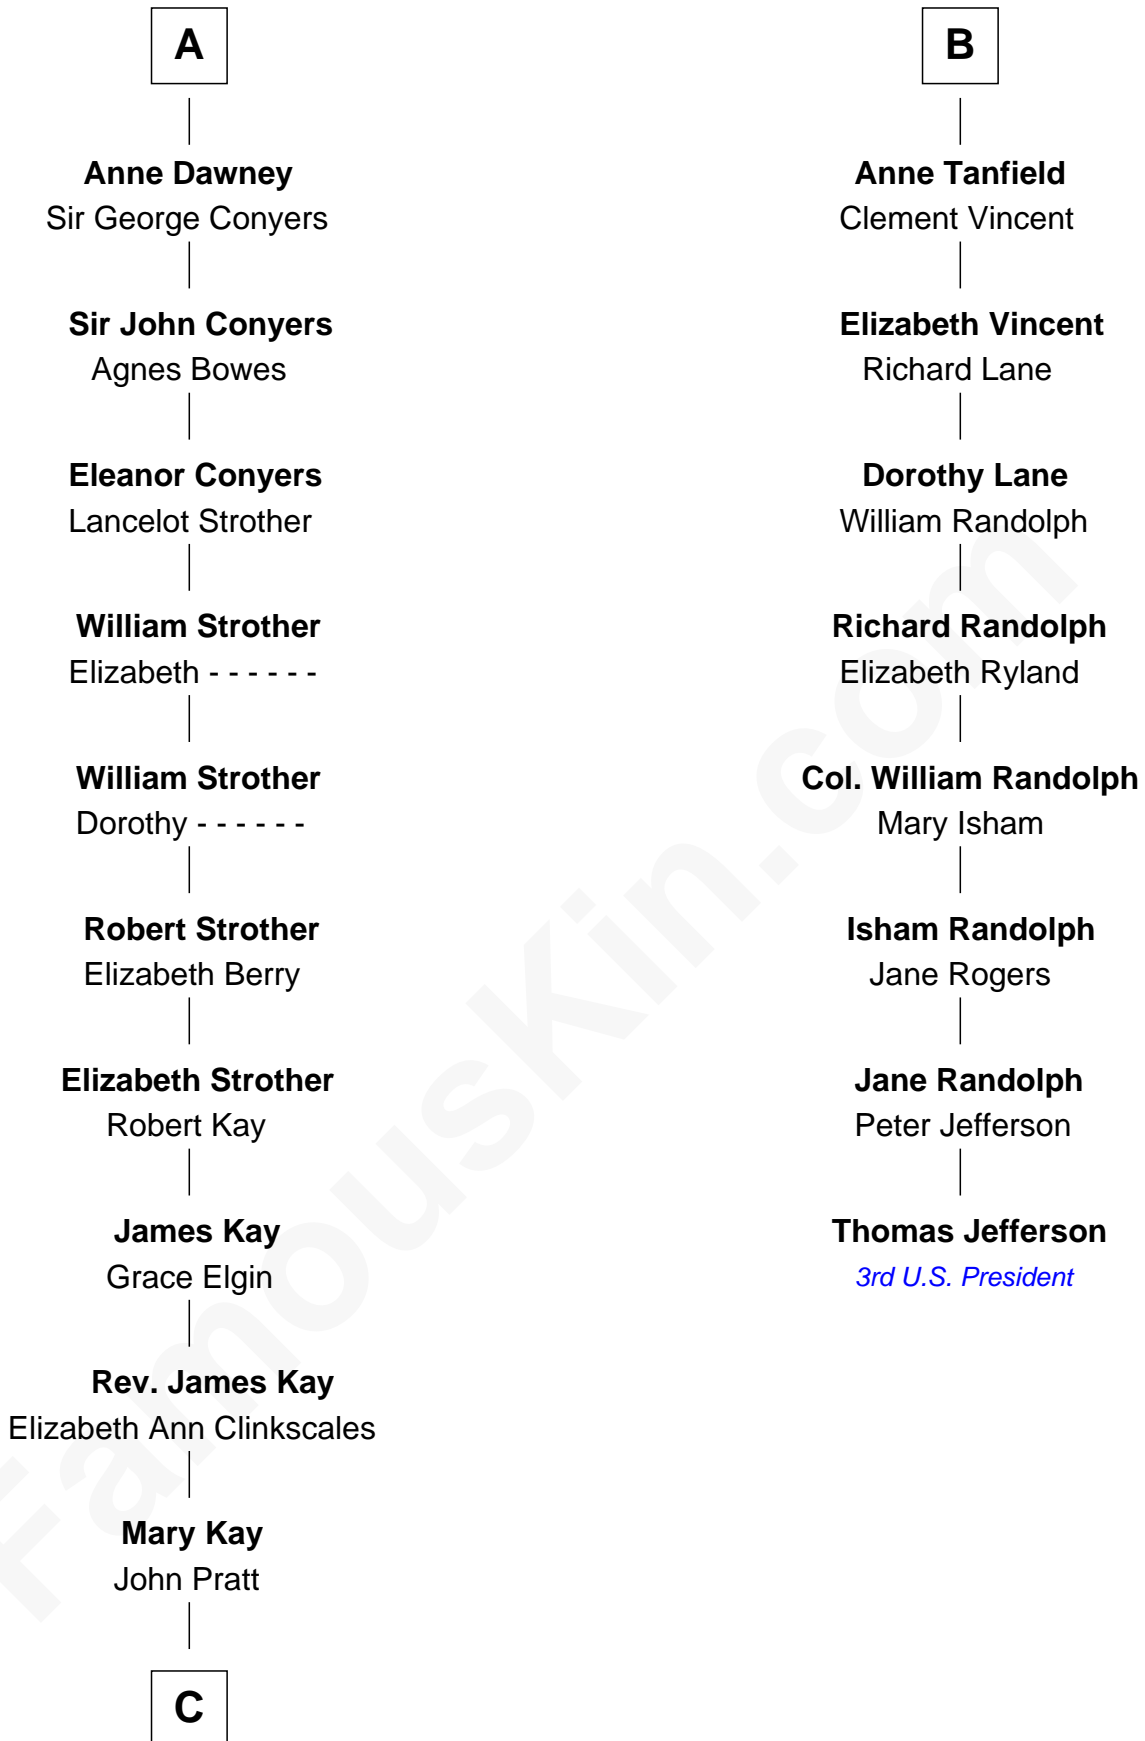 A
Anne Dawney
Sir George Conyers
Sir John Conyers
Agnes Bowes
Eleanor Conyers
Lancelot Strother
William Strother
Elizabeth - - - - - -
William Strother
Dorothy - - - - - -
Robert Strother
Elizabeth Berry
Elizabeth Strother
Robert Kay
James Kay
Grace Elgin
Rev. James Kay
Elizabeth Ann Clinkscales
Mary Kay
John Pratt
C
B
Anne Tanfield
Clement Vincent
Elizabeth Vincent
Richard Lane
Dorothy Lane
William Randolph
Richard Randolph
Elizabeth Ryland
Col. William Randolph
Mary Isham
Isham Randolph
Jane Rogers
Jane Randolph
Peter Jefferson
Thomas Jefferson
3rd U.S. President
FamousKin.com